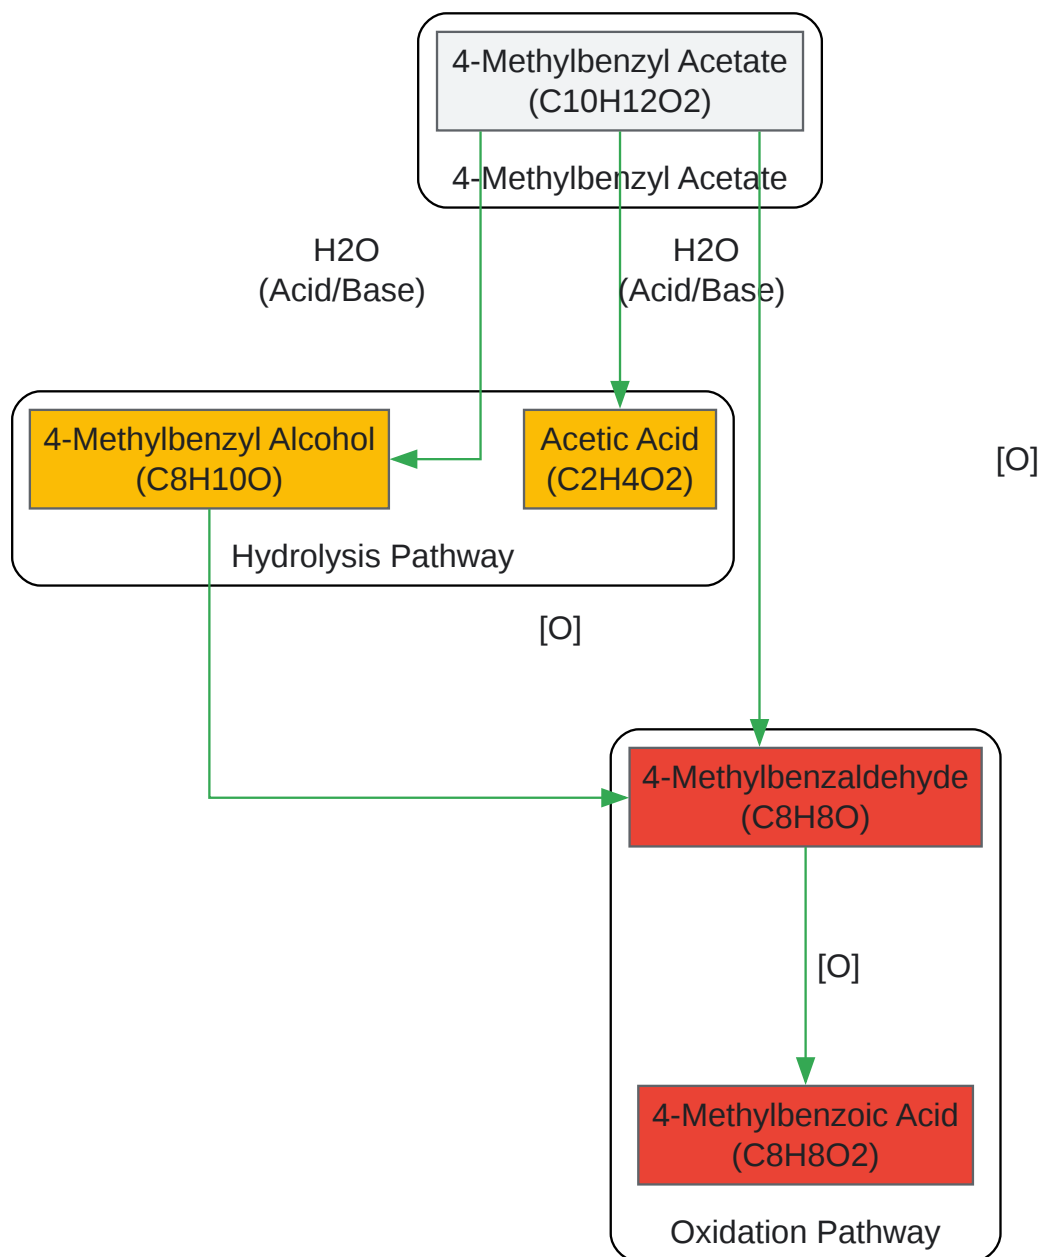 4-Methylbenzyl Acetate
(C10H12O2)
4-Methylbenzyl Acetate
H2O
(Acid/Base)
H2O
(Acid/Base)
4-Methylbenzyl Alcohol
(C8H10O)
Acetic Acid
(C2H4O2)
[O]
Hydrolysis Pathway
[O]
4-Methylbenzaldehyde
(C8H8O)
[O]
4-Methylbenzoic Acid
(C8H8O2)
Oxidation Pathway